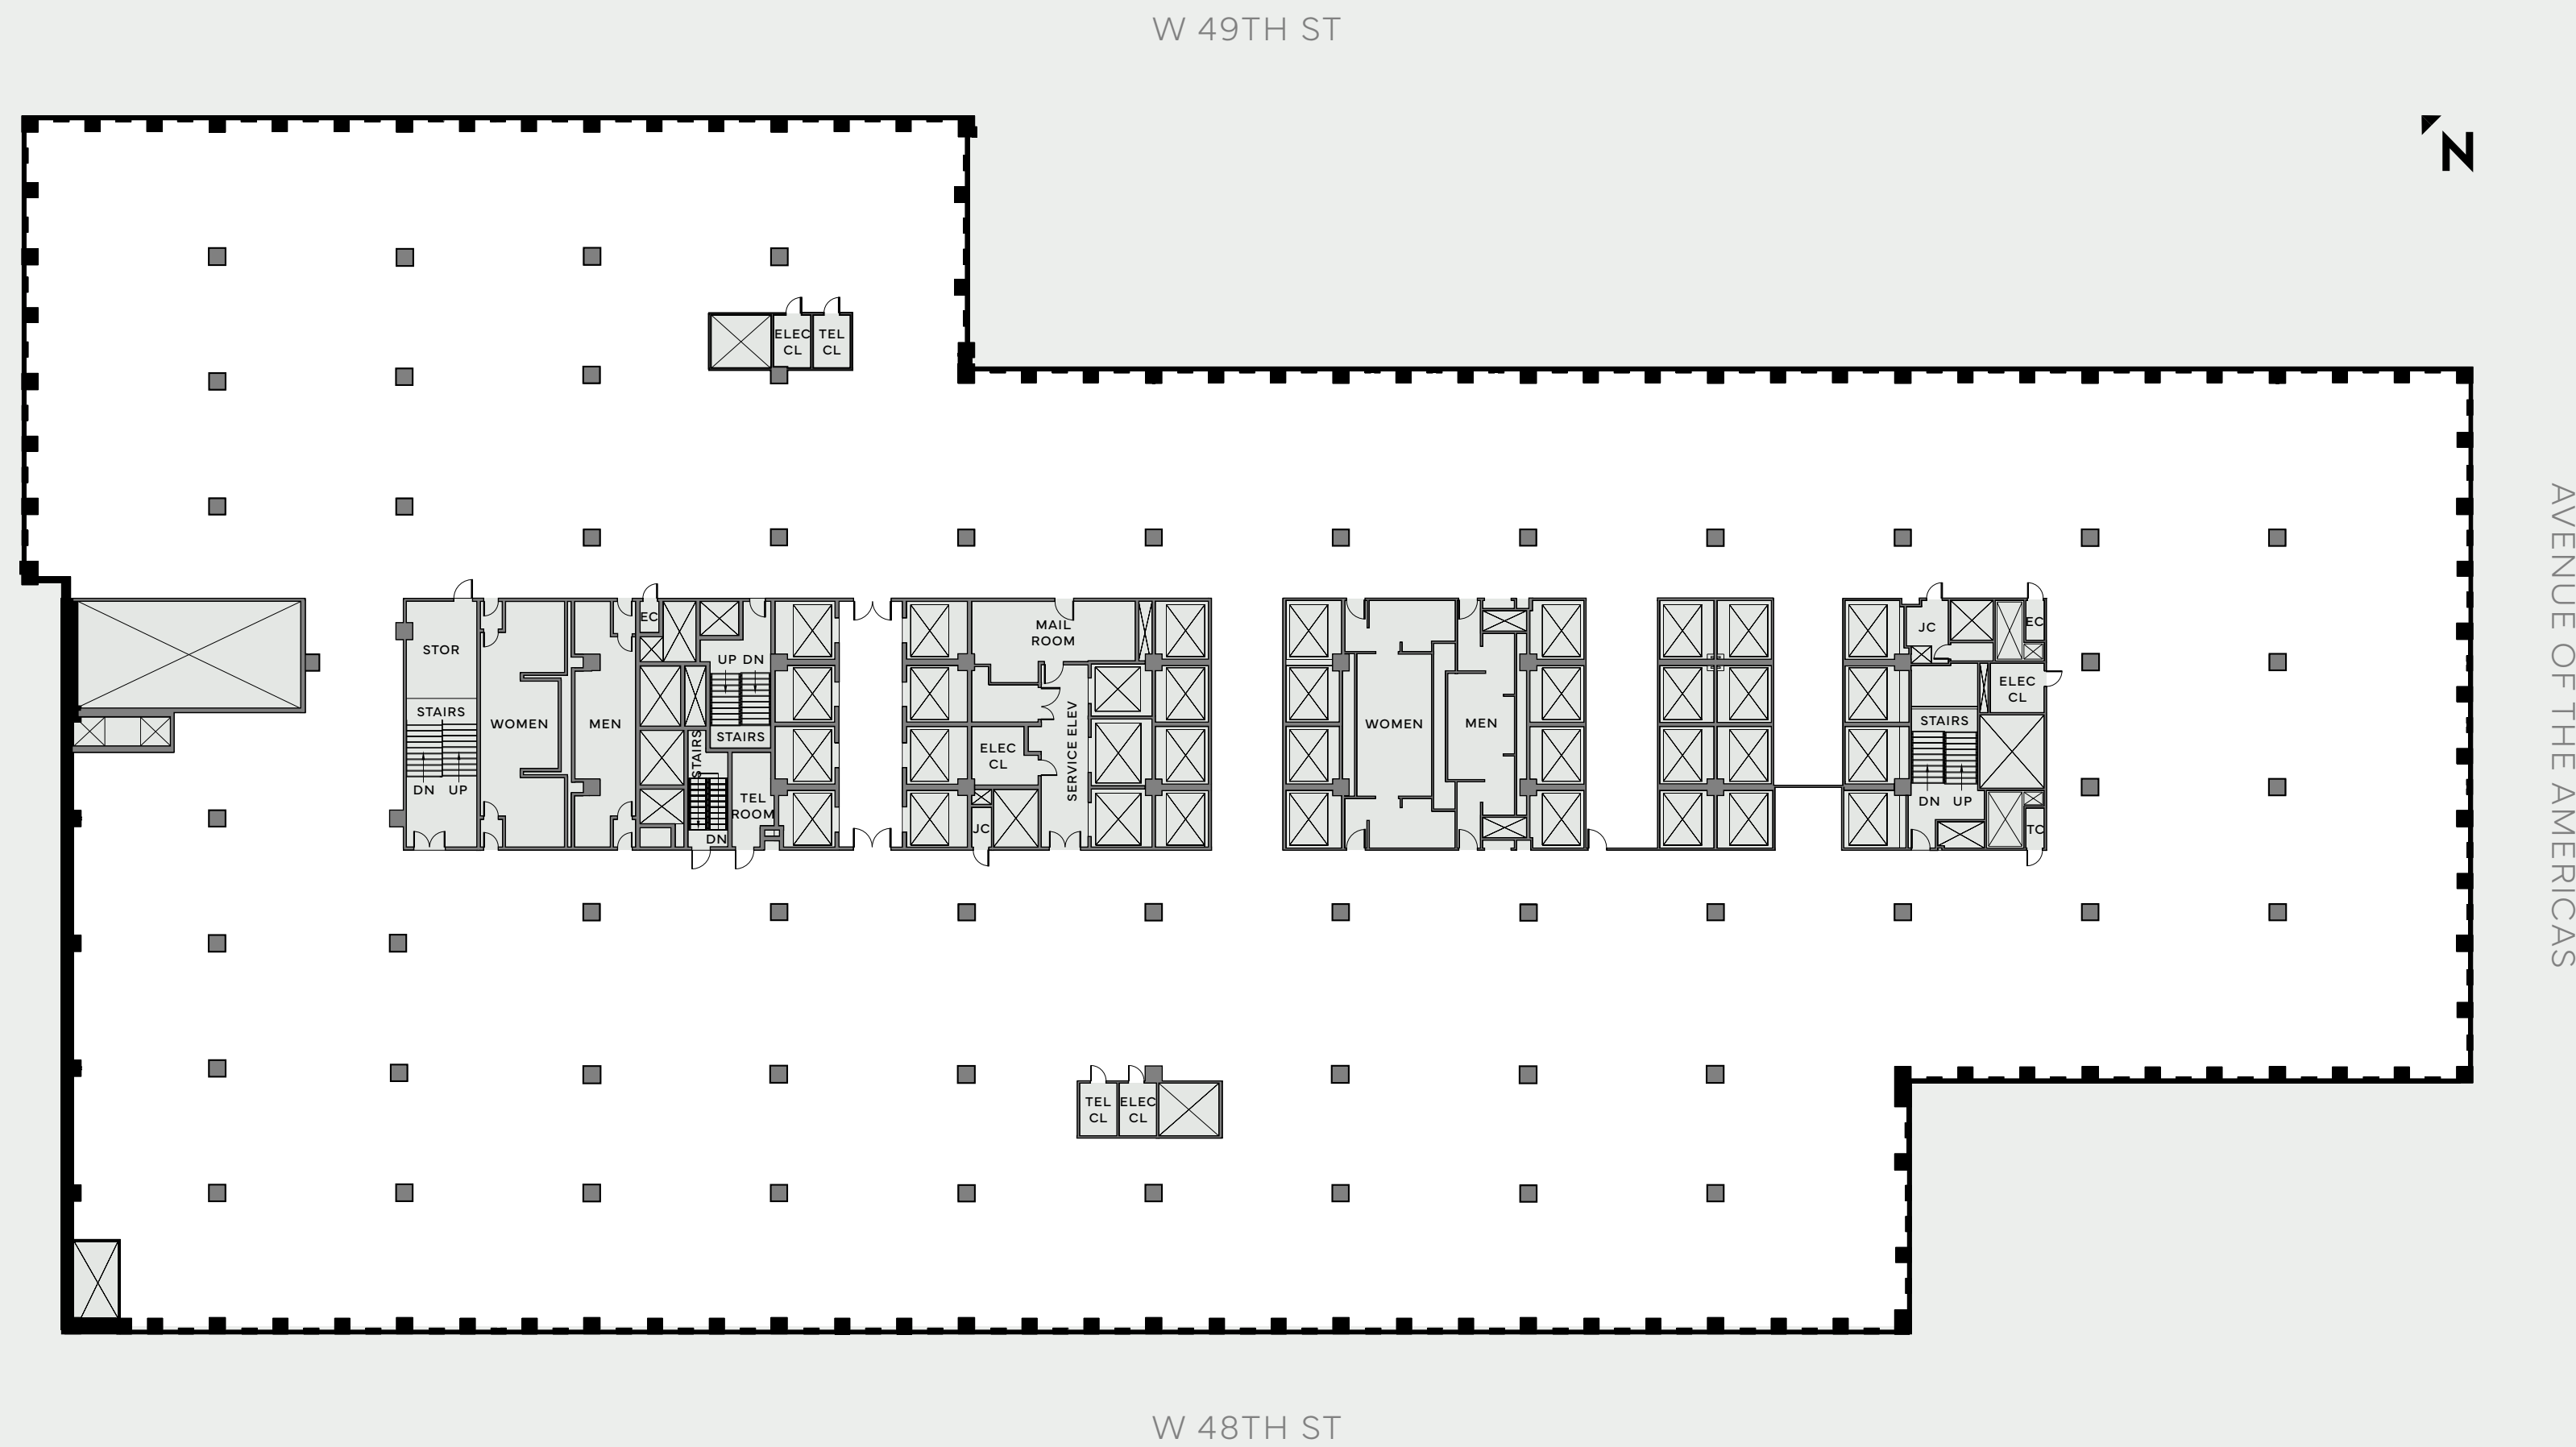 W 49TH ST
N
ELEC
CL
TEL
CL
AVENUE OF THE AMERICAS
STOR
STAIRS
DN UP
WOMEN
MEN
EC
UP DN
STAIRS
STAIRS
DN
TEL
ROOM
MAIL
ROOM
ELEC
CL
JC
SERVICE ELEV
WOMEN
MEN
JC
EC
ELEC
CL
STAIRS
DN UP
TC
TEL
CL
ELEC
CL
W 48TH ST